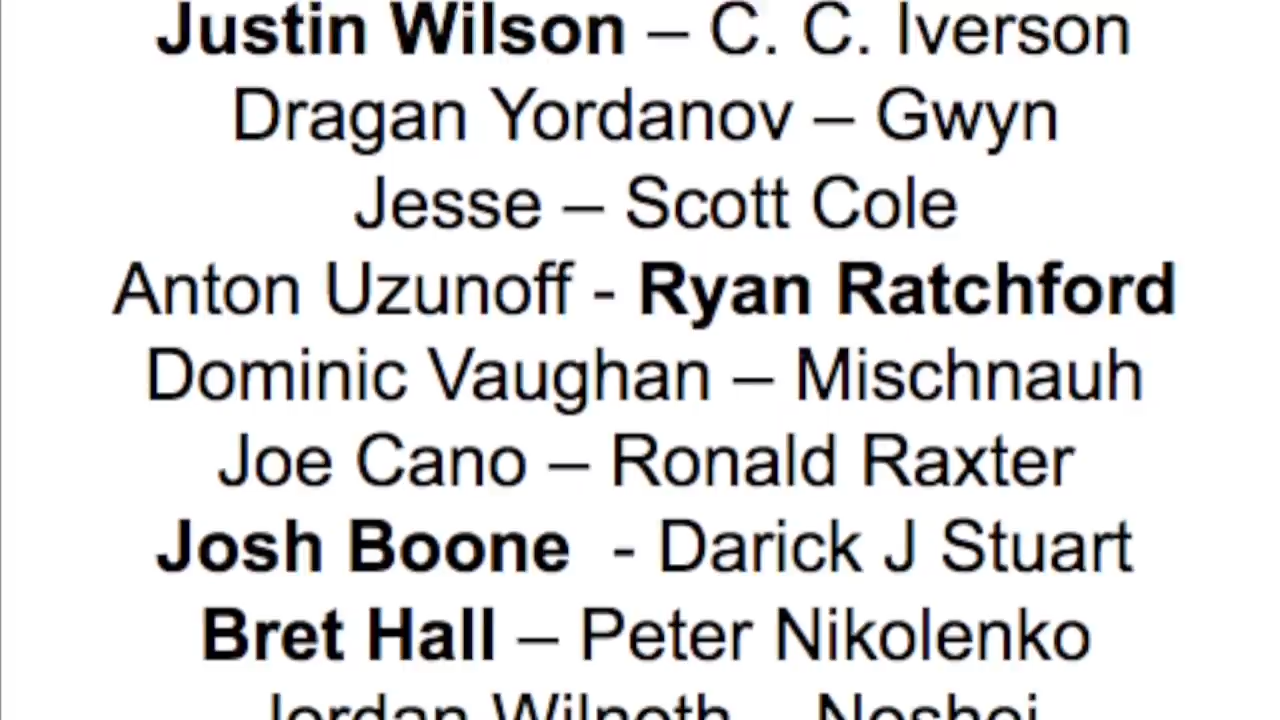 Justin Wilson – C. C. Iverson
Dragan Yordanov – Gwyn
Jesse – Scott Cole
Anton Uzunoff - Ryan Ratchford
Dominic Vaughan – Mischnauh
Joe Cano – Ronald Raxter
Josh Boone  - Darick J Stuart
Bret Hall – Peter Nikolenko
Jordan